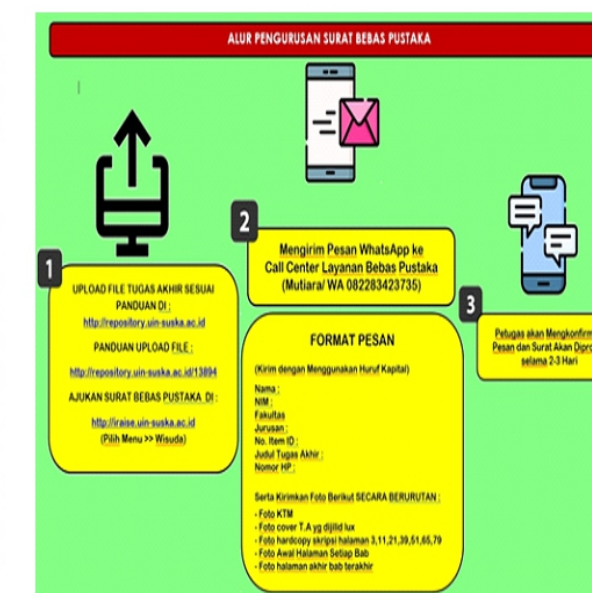 ALUR PENGURUSAN SURAT BEBAS PUSTAKA
1
UPLOAD FILE TUGAS AKHIR SESUAI
PANDUAN DI :
http://repository.uin-suska.ac.id
PANDUAN UPLOAD FILE :
http://repository.uin-suska.ac.id/13894
AJUKAN SURAT BEBAS PUSTAKA DI :
http://iraise.uin-suska.ac.id
(Pilih Menu >> Wisuda)
2
Mengirim Pesan WhatsApp ke
Call Center Layanan Bebas Pustaka
(Mutiara/ WA 082283423735)
FORMAT PESAN
(Kirim dengan Menggunakan Huruf Kapital)
Nama :
NIM :
Fakultas
Jurusan :
No. Item ID :
Judul Tugas Akhir :
Nomor HP :
Serta Kirimkan Foto Berikut SECARA BERURUTAN :
- Foto KTM
- Foto cover T.A yg dijilid lux
- Foto hardcopy skripsi halaman 3,11,21,39,51,65,79
- Foto Awal Halaman Setiap Bab
- Foto halaman akhir bab terakhir
3
Petugas akan Mengkonfirm
Pesan dan Surat Akan Dipro
selama 2-3 Hari